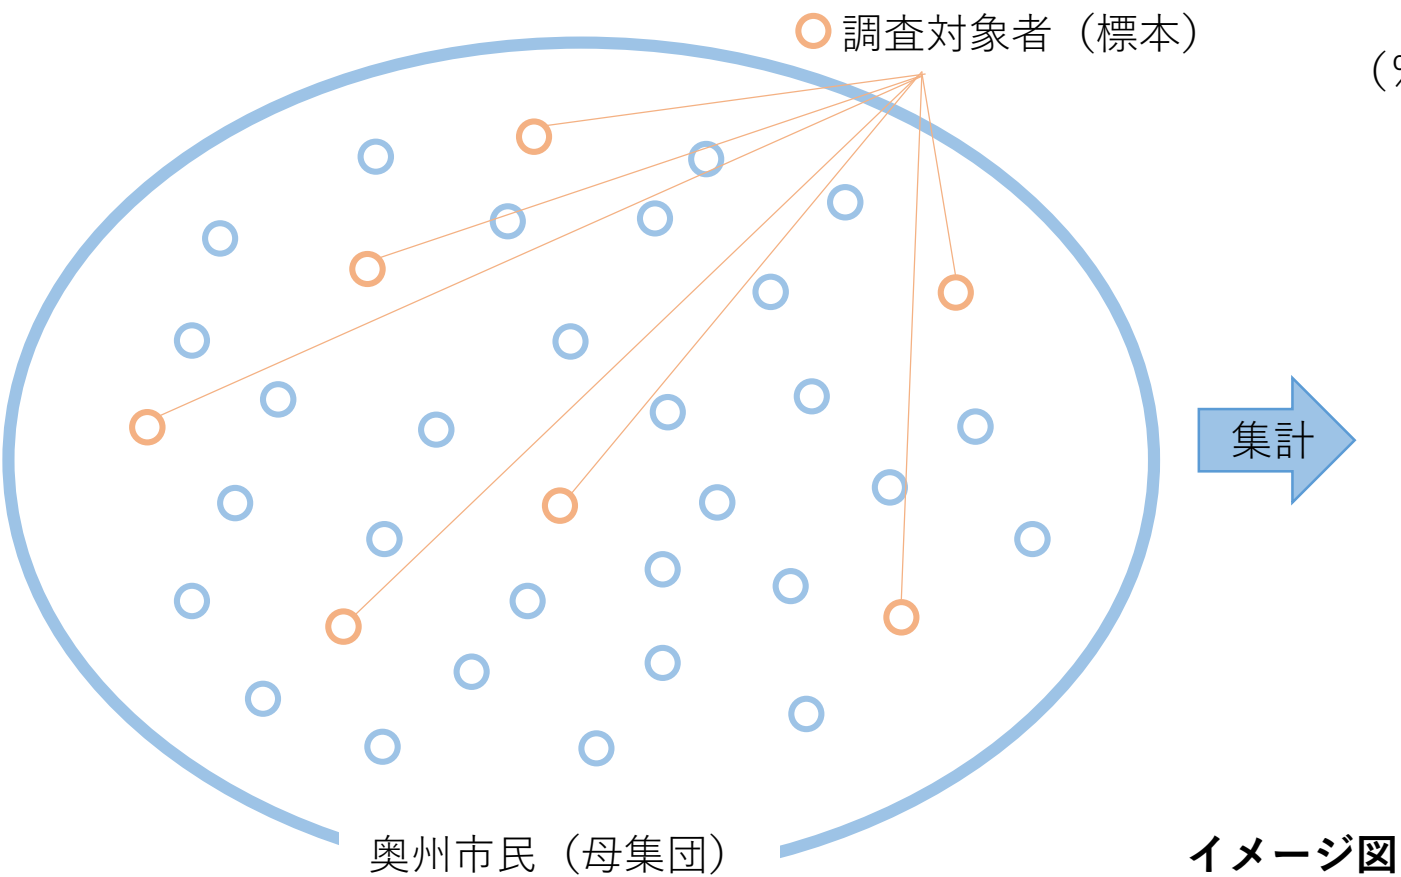 調査対象者（標本）
（%
集計
奥州市民（母集団）
イメージ図